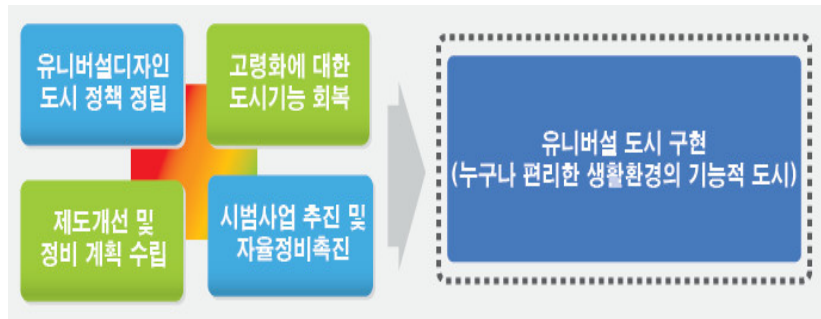 유니버설디자인
도시 정책 정립
고령화에 대한
도시기능 회복
제도개선 및
정비 계획 수립
시범사업 추진 및
자율정비촉진
유니버설 도시 구현
(누구나 편리한 생활환경의 기능적 도시)